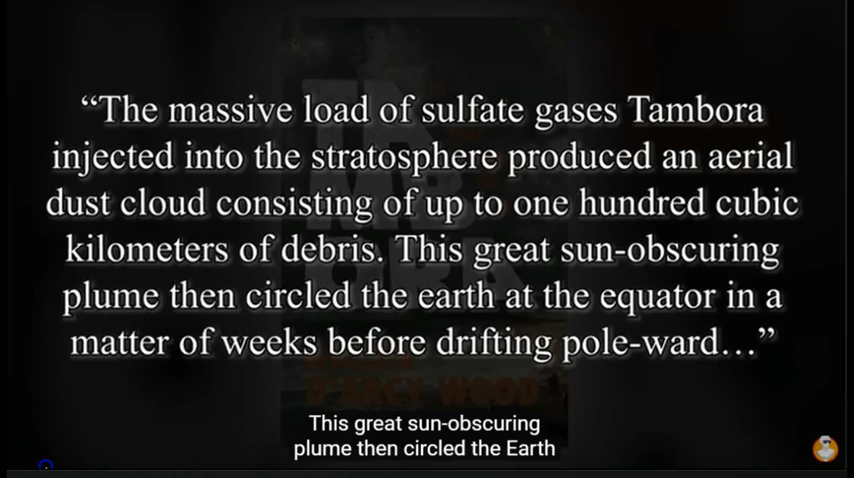 “The massive load of sulfate gases Tambora
injected into the stratosphere produced an aerial
dust cloud consisting of up to one hundred cubic
kilometers of debris. This great sun-obscuring
plume then circled the earth at the equator in a
matter of weeks before drifting pole-ward…”
D'ARCY WOOD
This great sun-obscuring
plume then circled the Earth